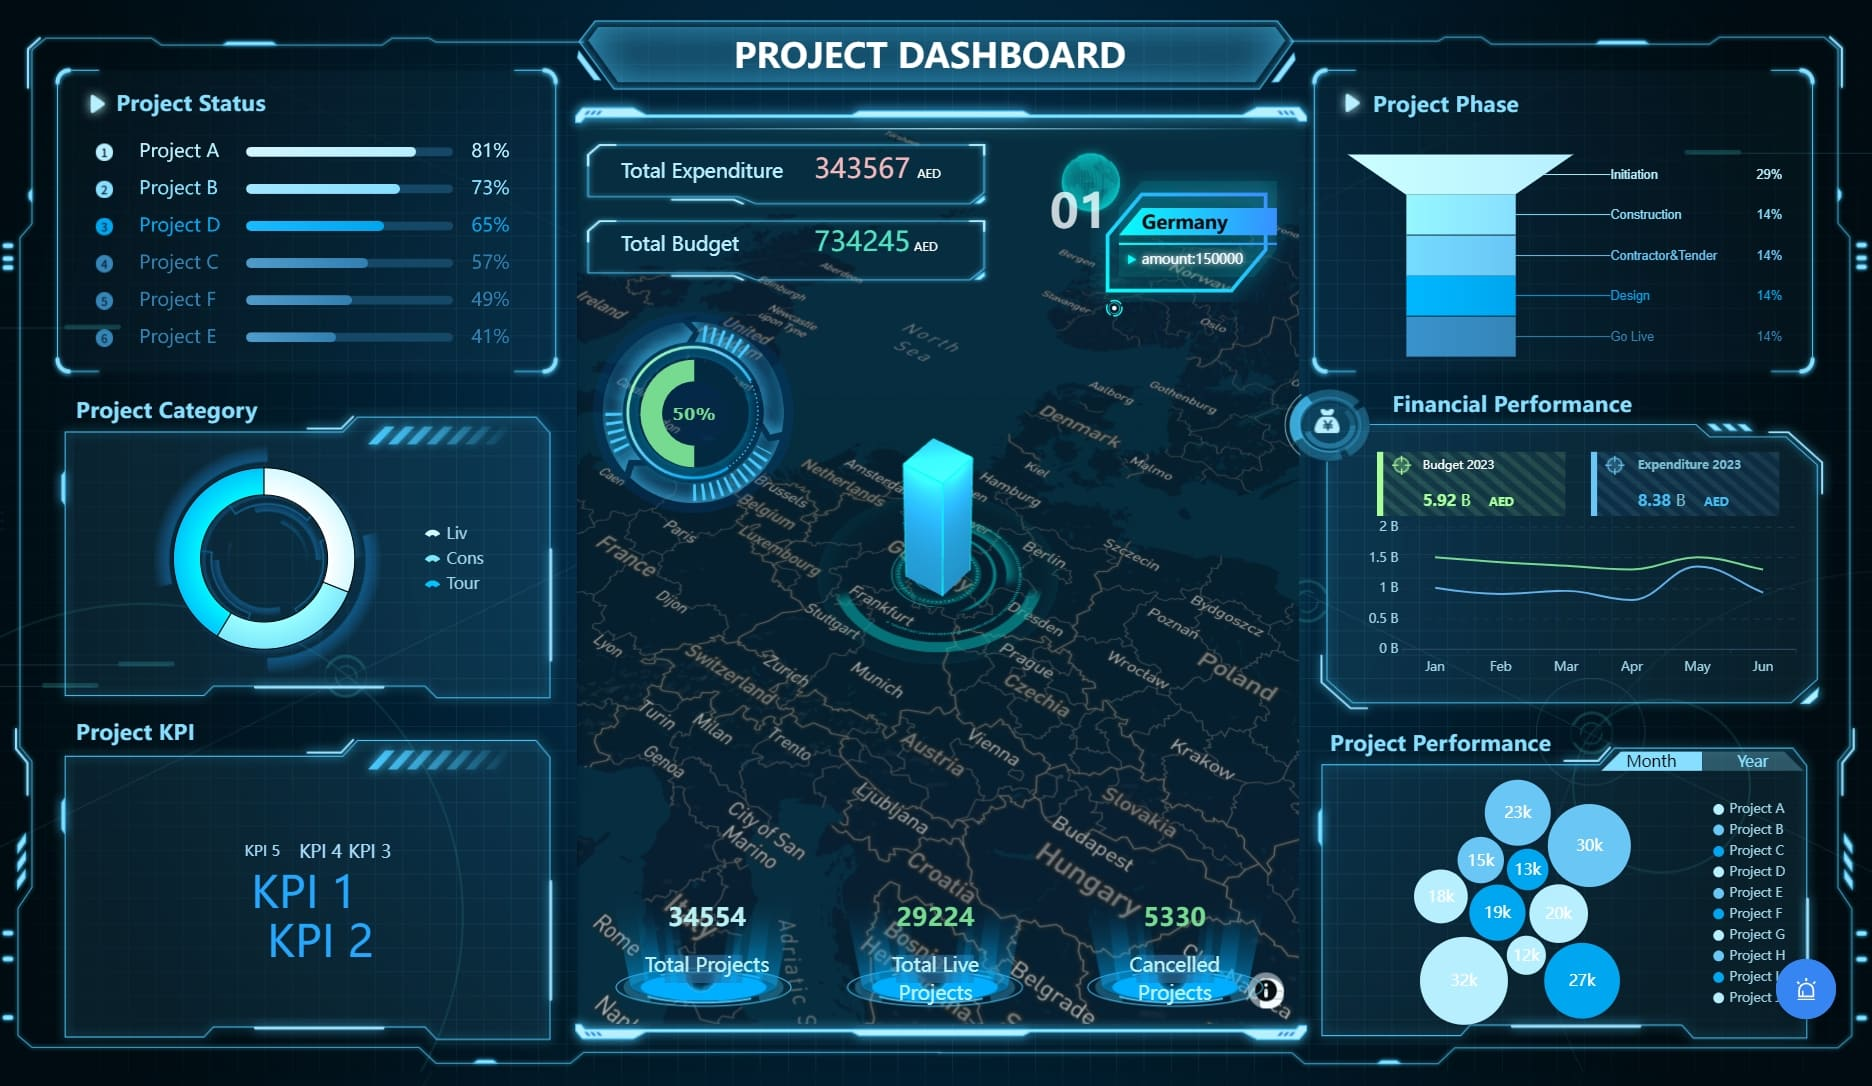 PROJECT DASHBOARD
Project Status
1 Project A 81%
2 Project B 73%
3 Project D 65%
4 Project C 57%
5 Project F 49%
6 Project E 41%
Project Category
Liv
Cons
Tour
Project KPI
KPI 5 KPI 4 KPI 3
KPI 1
KPI 2
Total Expenditure 343567 AED
Total Budget 734245 AED
01
Germany
amount:150000
50%
Aberdeen
Edinburgh
Newcastle
upon Tyne
Ireland
United
North
Sea
Bergen
Norway
Stavanger
Oslo
Aalborg
Gothenburg
Denmark
Malmo
Kiel
Hamburg
Amsterda
Netherlands
Caen
Brussels
Belgium
Paris
Luxembourg
France
Berlin
Szczecin
Dijon
Frankfurt
Stuttgart
Dresden
Bydgoszcz
Poznań
Lyon
Switzerland
Zurich
Munich
Prague
Czechia
Wrocław
Poland
Turin
Milan
Trento
Genoa
Austria
Vienna
Krakow
Ljubljana
Slovakia
City of San
Marino
Budapest
Hungary
Croatia
Rome
Adriatic S
Belgrade
34554
Total Projects
29224
Total Live
Projects
5330
Cancelled
Projects
Project Phase
Initiation 29%
Construction 14%
Contractor&Tender 14%
Design 14%
Go Live 14%
Financial Performance
Budget 2023
5.92 B AED
Expenditure 2023
8.38 B AED
2 B
1.5 B
1 B
0.5 B
0 B
Jan Feb Mar Apr May Jun
Project Performance
Month Year
23k
30k
15k
13k
18k
19k
20k
12k
32k
27k
Project A
Project B
Project C
Project D
Project E
Project F
Project G
Project H
Project I
Project